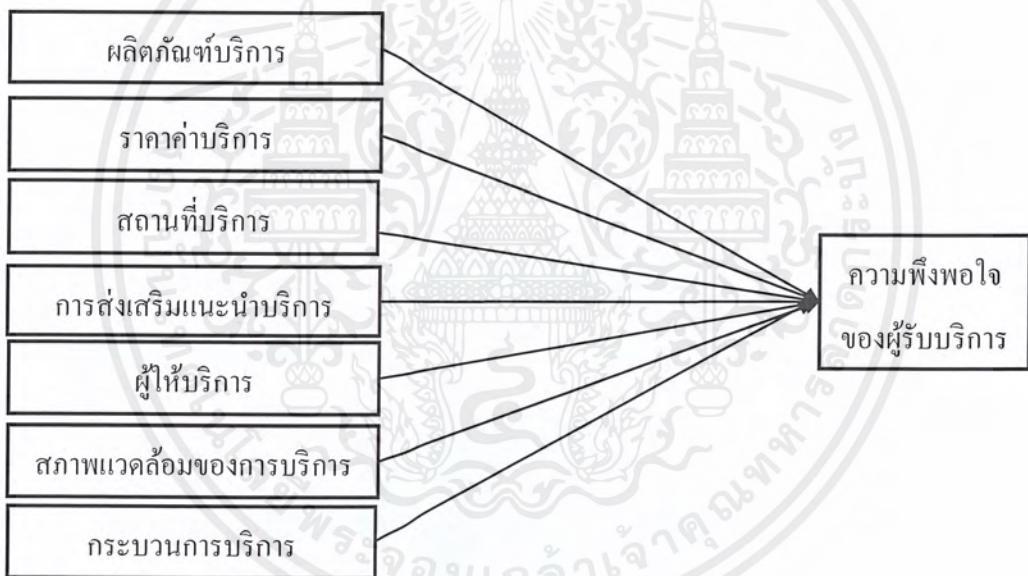 ผลิตภัณฑ์บริการ
ราคาค่าบริการ
สถานที่บริการ
การส่งเสริมแนะนำบริการ
ผู้ให้บริการ
สภาพแวดล้อมของการบริการ
กระบวนการบริการ
ความพึงพอใจ
ของผู้รับบริการ